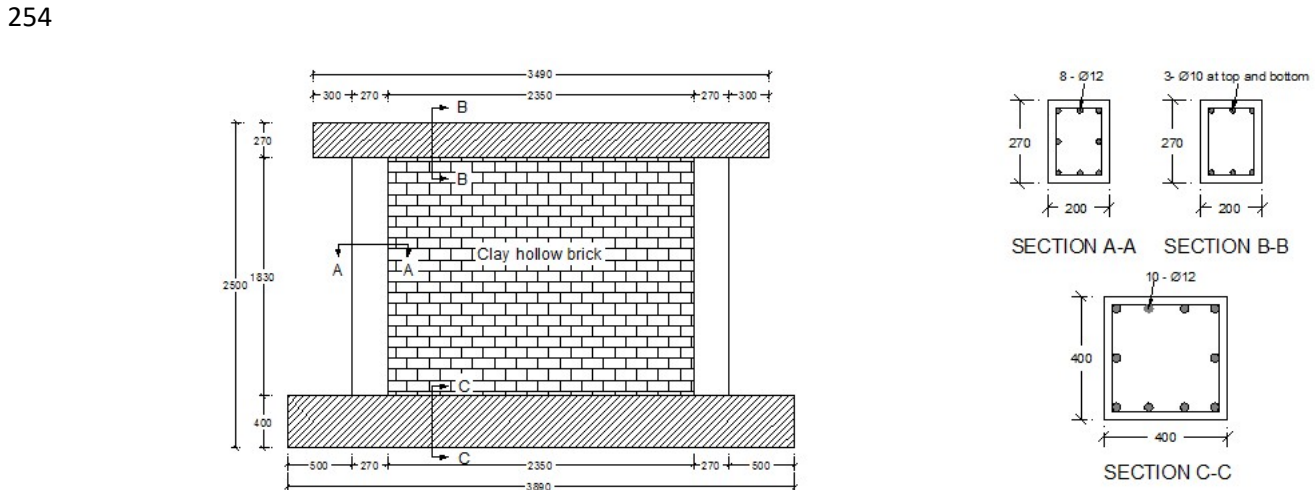 254
3490
300 270 2350 270 300
B
B
270
2500 1830
400
A A
Clay hollow brick
C
C
500 270 2350 270 500
3890
8 - Ø12
270
200
SECTION A-A
3- Ø10 at top and bottom
270
200
SECTION B-B
10 - Ø12
400
400
SECTION C-C